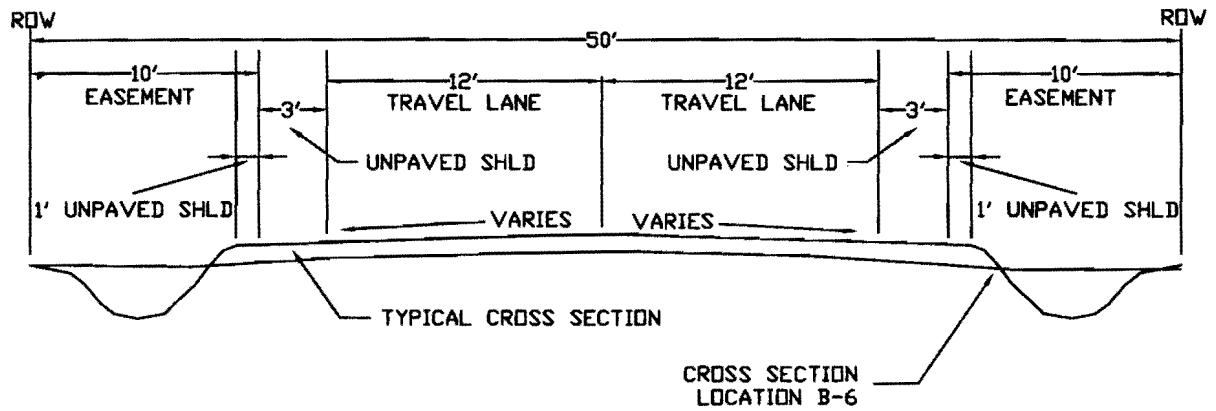 ROW
ROW
50'
10'
EASEMENT
3'
12'
TRAVEL LANE
12'
TRAVEL LANE
3'
10'
EASEMENT
UNPAVED SHLD
UNPAVED SHLD
1' UNPAVED SHLD
1' UNPAVED SHLD
VARIES
VARIES
TYPICAL CROSS SECTION
CROSS SECTION
LOCATION B-6